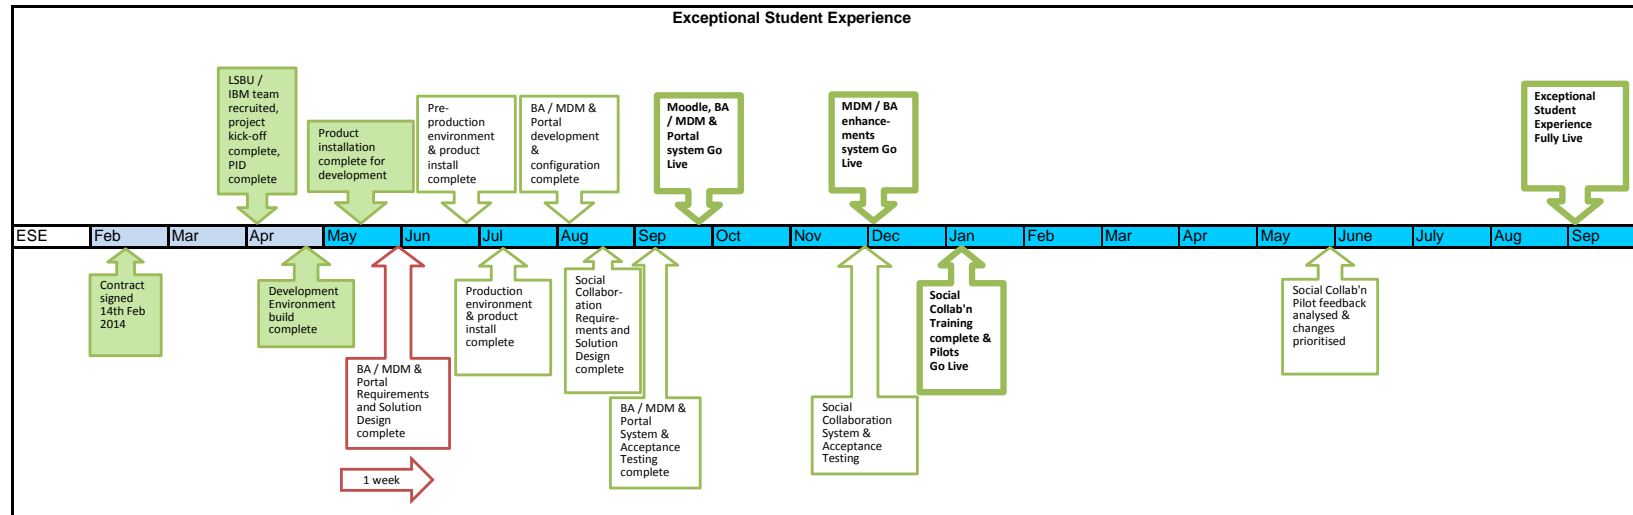 Exceptional Student Experience
LSBU /
IBM team
recruited,
project
kick-off
complete,
PID
complete
Product
installation
complete for
development
Pre-
production
environment
& product
install
complete
BA / MDM &
Portal
development
&
configuration
complete
Moodle, BA
/ MDM &
Portal
system Go
Live
MDM / BA
enhance-
ments
system Go
Live
Exceptional
Student
Experience
Fully Live
ESE Feb Mar Apr May Jun Jul Aug Sep Oct Nov Dec Jan Feb Mar Apr May June July Aug Sep
Contract
signed
14th Feb
2014
Development
Environment
build
complete
BA / MDM &
Portal
Requirements
and Solution
Design
complete
1 week
Production
environment
& product
install
complete
Social
Collabor-
ation
Require-
ments and
Solution
Design
complete
BA / MDM &
Portal
System &
Acceptance
Testing
complete
Social
Collaboration
System &
Acceptance
Testing
Social
Collab'n
Training
complete &
Pilots
Go Live
Social Collab'n
Pilot feedback
analysed &
changes
prioritised